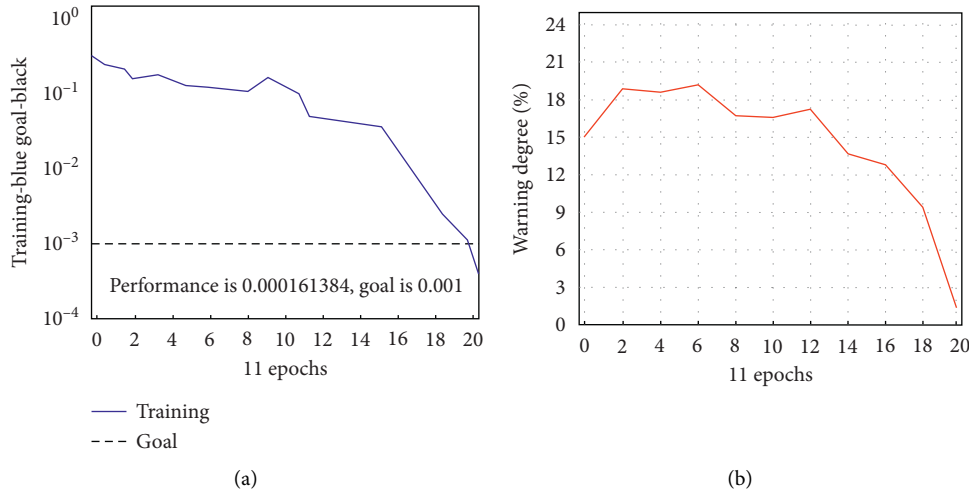 Training-blue goal-black
10⁰
10⁻¹
10⁻²
10⁻³
10⁻⁴
Performance is 0.000161384, goal is 0.001
0 2 4 6 8 10 12 14 16 18 20
11 epochs
Training
Goal
(a)
Warning degree (%)
24
21
18
15
12
9
6
3
0
0 2 4 6 8 10 12 14 16 18 20
11 epochs
(b)